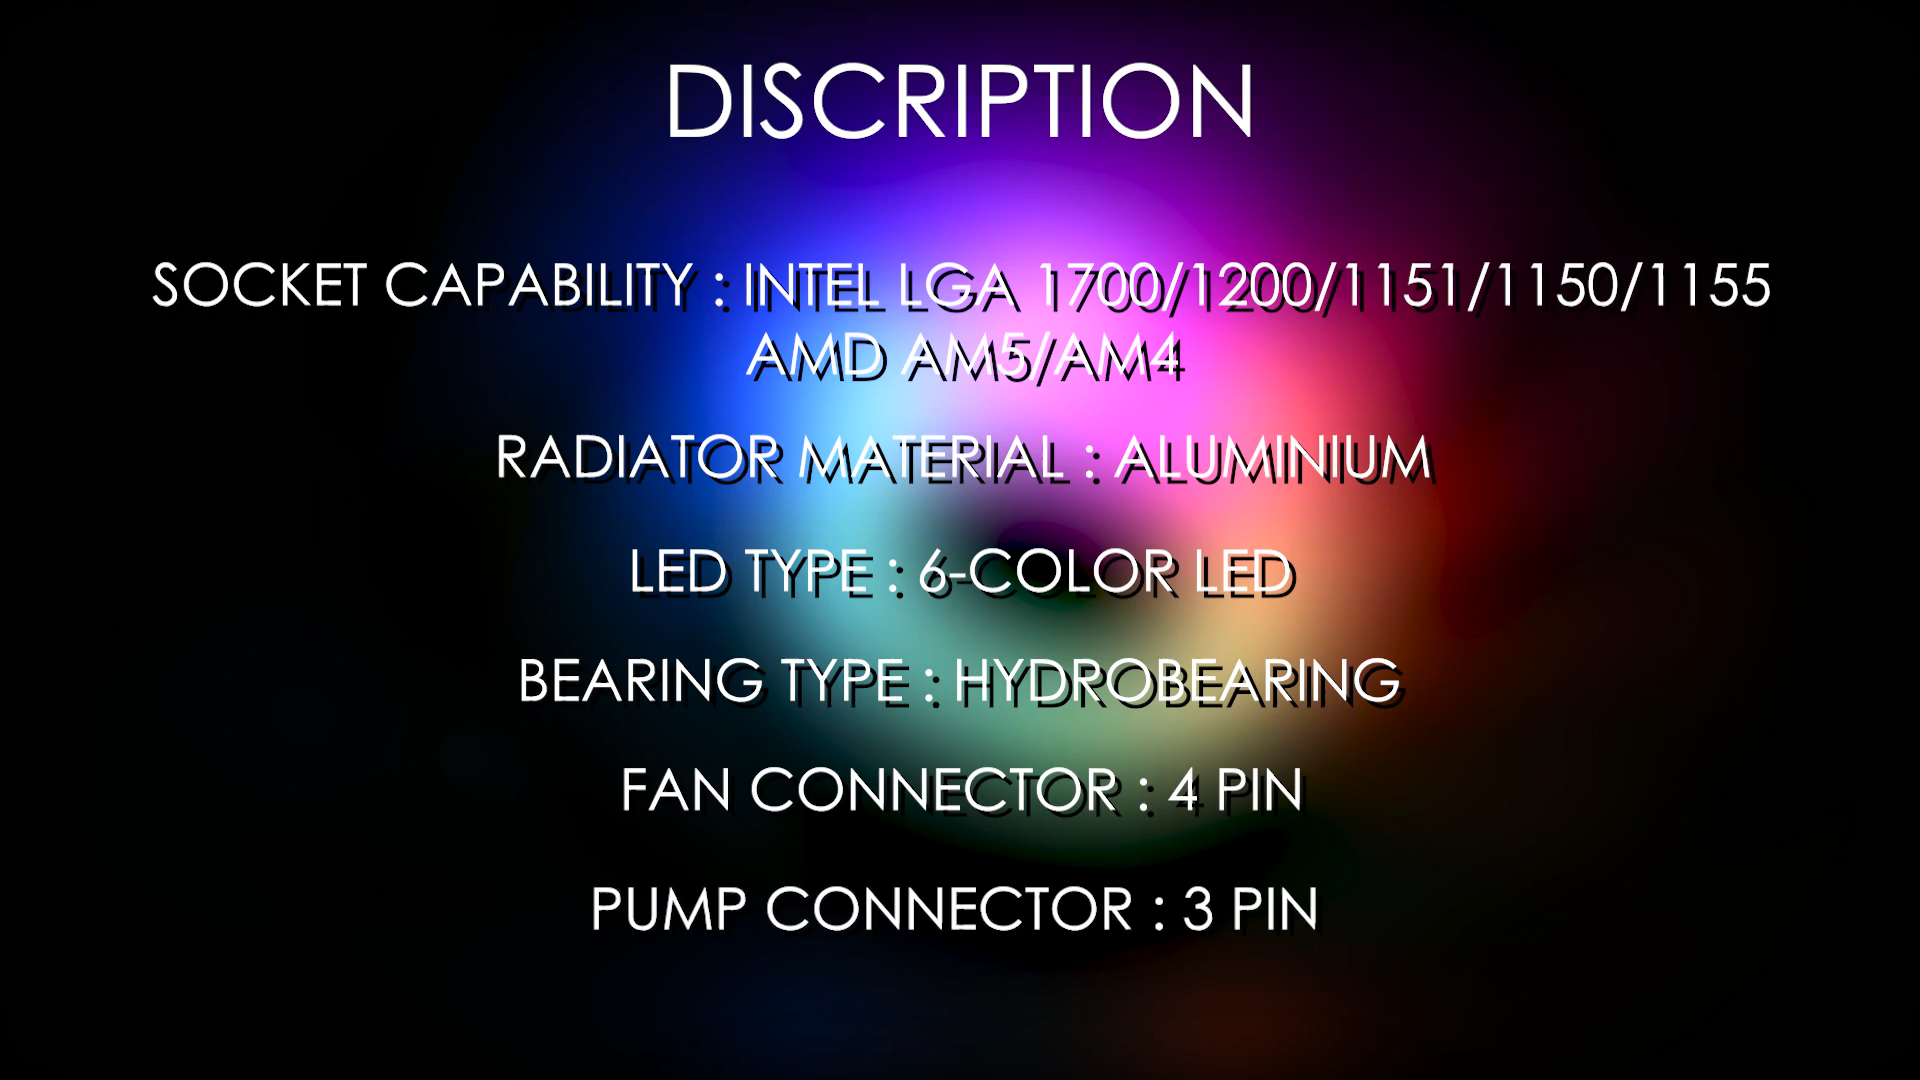 DISCRIPTION
SOCKET CAPABILITY : INTEL LGA 1700/1200/1151/1150/1155
AMD AM5/AM4
RADIATOR MATERIAL : ALUMINIUM
LED TYPE : 6-COLOR LED
BEARING TYPE : HYDROBEARING
FAN CONNECTOR : 4 PIN
PUMP CONNECTOR : 3 PIN